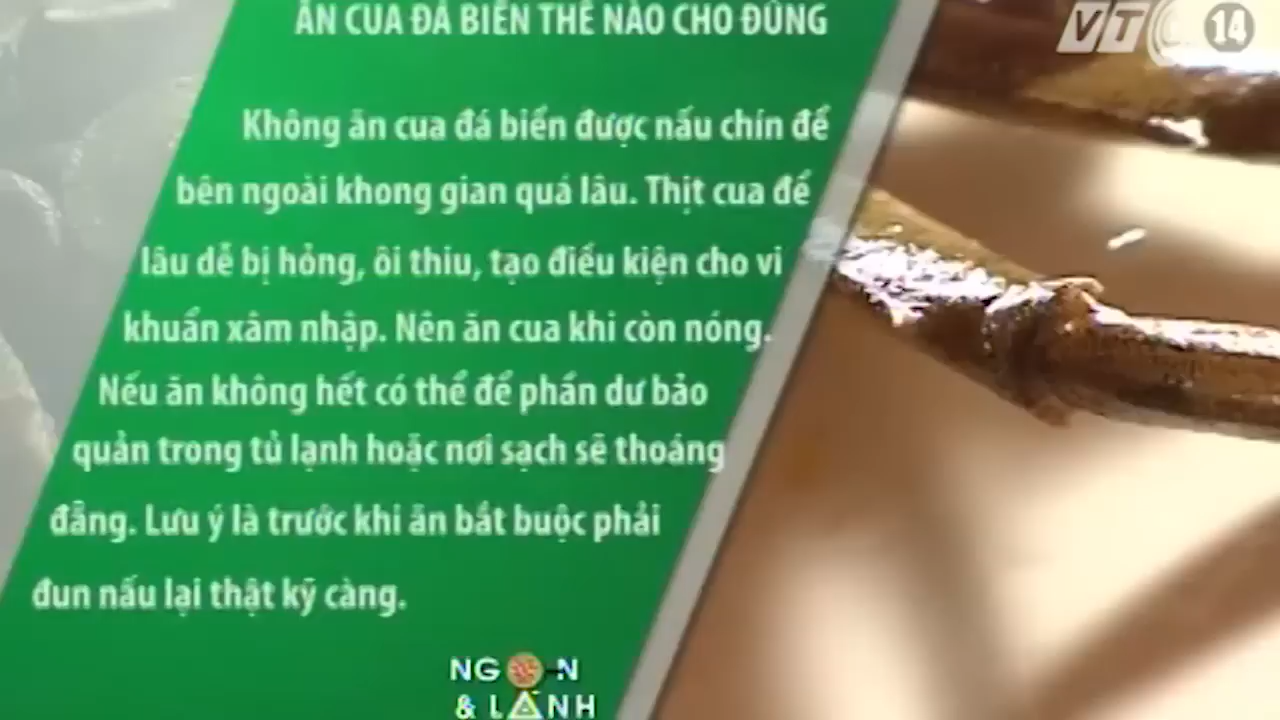 ĂN CUA ĐÁ BIỂN THẾ NÀO CHO ĐÚNG
VTC 14
Không ăn cua đá biển được nấu chín để
bên ngoài khong gian quá lâu. Thịt cua để
lâu dễ bị hỏng, ôi thiu, tạo điều kiện cho vi
khuẩn xâm nhập. Nên ăn cua khi còn nóng.
Nếu ăn không hết có thể để phần dư bảo
quản trong tủ lạnh hoặc nơi sạch sẽ thoáng
đãng. Lưu ý là trước khi ăn bắt buộc phải
đun nấu lại thật kỹ càng.
NGON
& LÀNH